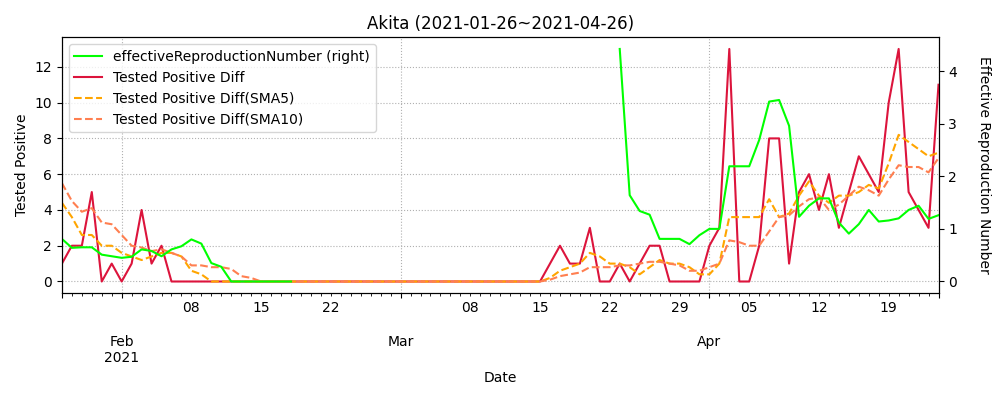 Akita (2021-01-26~2021-04-26)
effectiveReproductionNumber (right)
Tested Positive Diff
Tested Positive Diff(SMA5)
Tested Positive Diff(SMA10)
Tested Positive
12
10
8
6
4
2
0
Effective Reproduction Number
4
3
2
1
0
08 15 22 08 15 22 29 05 12 19
Feb Mar Apr
2021
Date